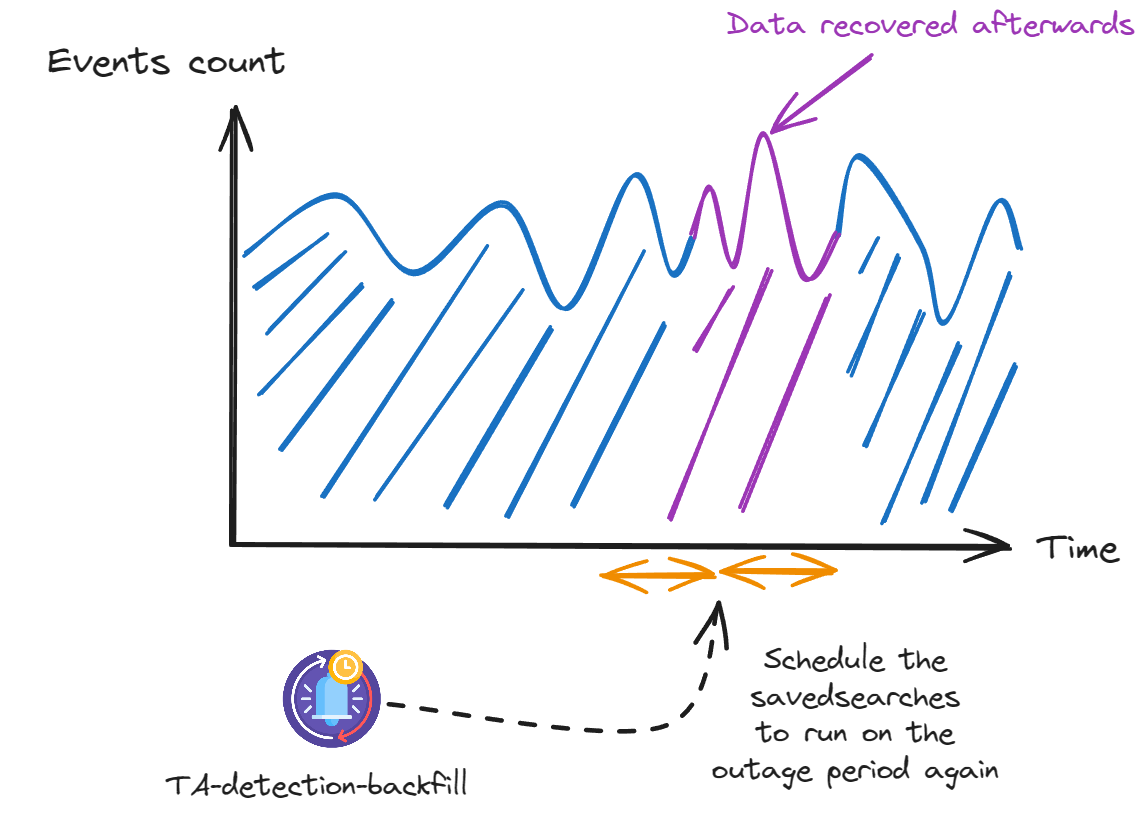 Data recovered afterwards
Events count
Time
Schedule the
savedsearches
to run on the
outage period again
TA-detection-backfill